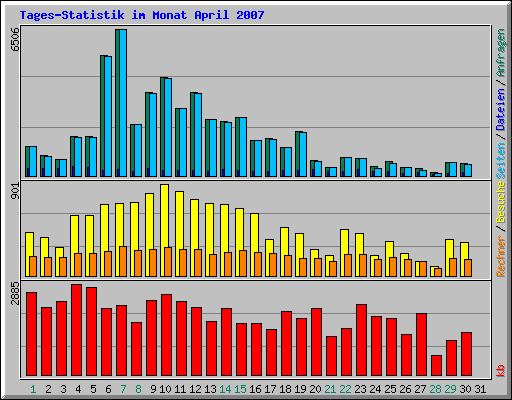 Tages-Statistik im Monat April 2007
6506
901
2885
Rechner / Besuche Seiten / Dateien / Anfragen
kb
1 2 3 4 5 6 7 8 9 10 11 12 13 14 15 16 17 18 19 20 21 22 23 24 25 26 27 28 29 30 31